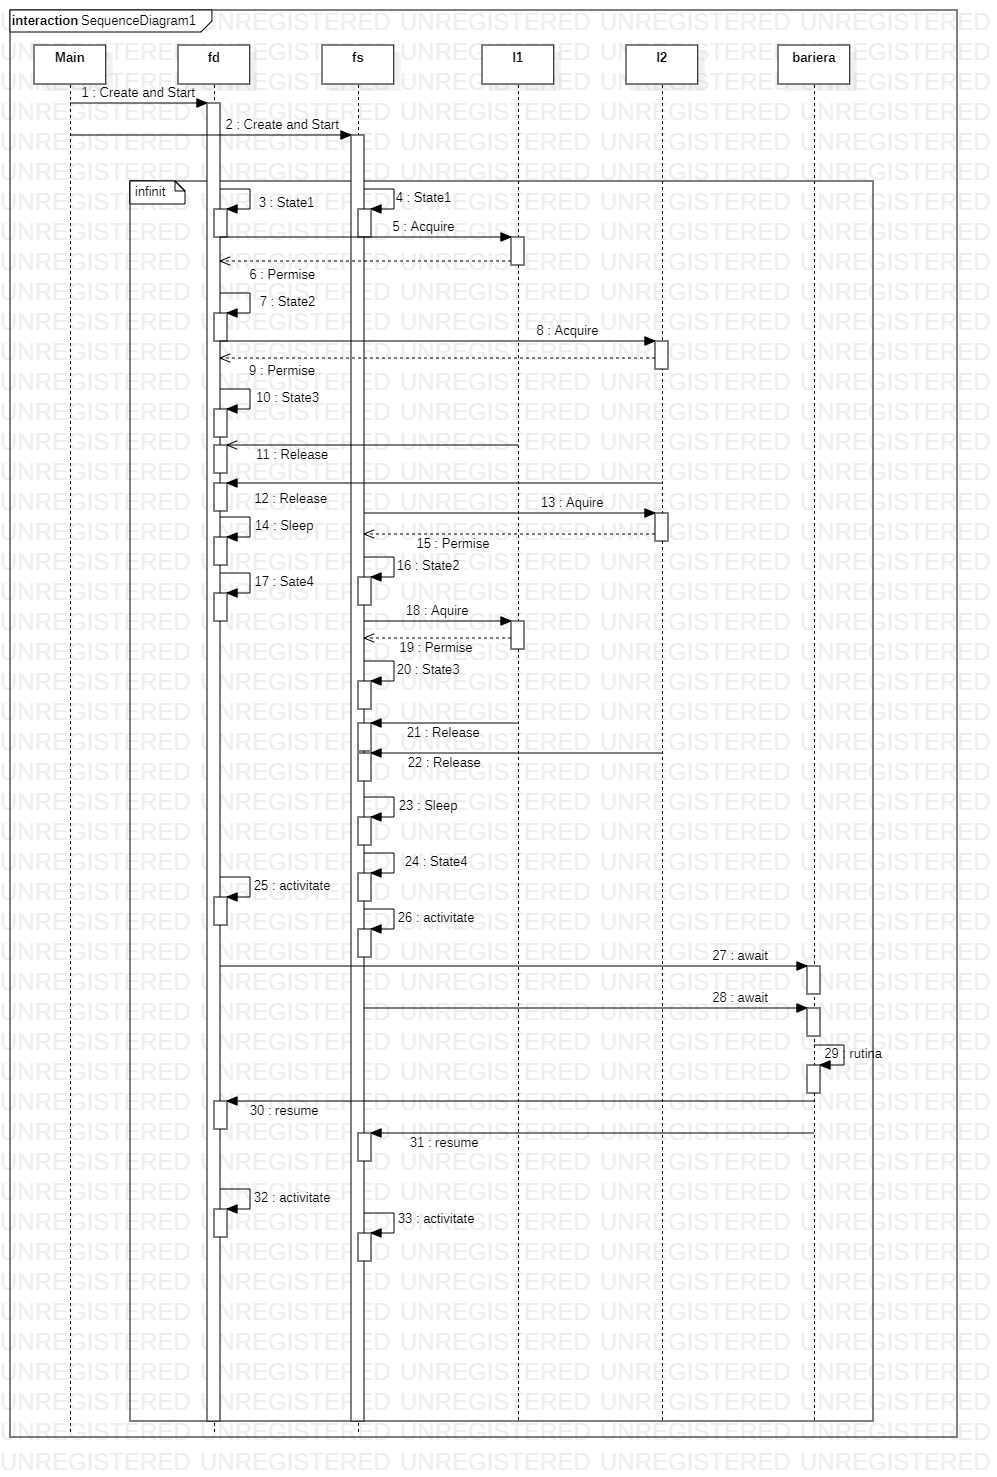 interaction SequenceDiagram1
Main
fd
fs
l1
l2
bariera
1 : Create and Start
2 : Create and Start
infinit
3 : State1
4 : State1
5 : Acquire
6 : Permise
7 : State2
8 : Acquire
9 : Permise
10 : State3
11 : Release
12 : Release
13 : Aquire
14 : Sleep
15 : Permise
16 : State2
17 : Sate4
18 : Aquire
19 : Permise
20 : State3
21 : Release
22 : Release
23 : Sleep
24 : State4
25 : activitate
26 : activitate
27 : await
28 : await
29 : rutina
30 : resume
31 : resume
32 : activitate
33 : activitate
UNREGISTERED